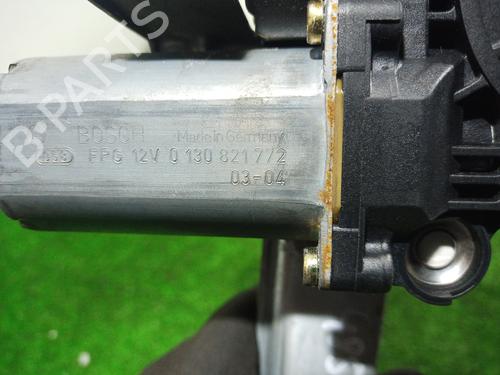 B-PARTS
BOSCH Made in Germany
FPG 12V 0 130 821 7/2
03-04